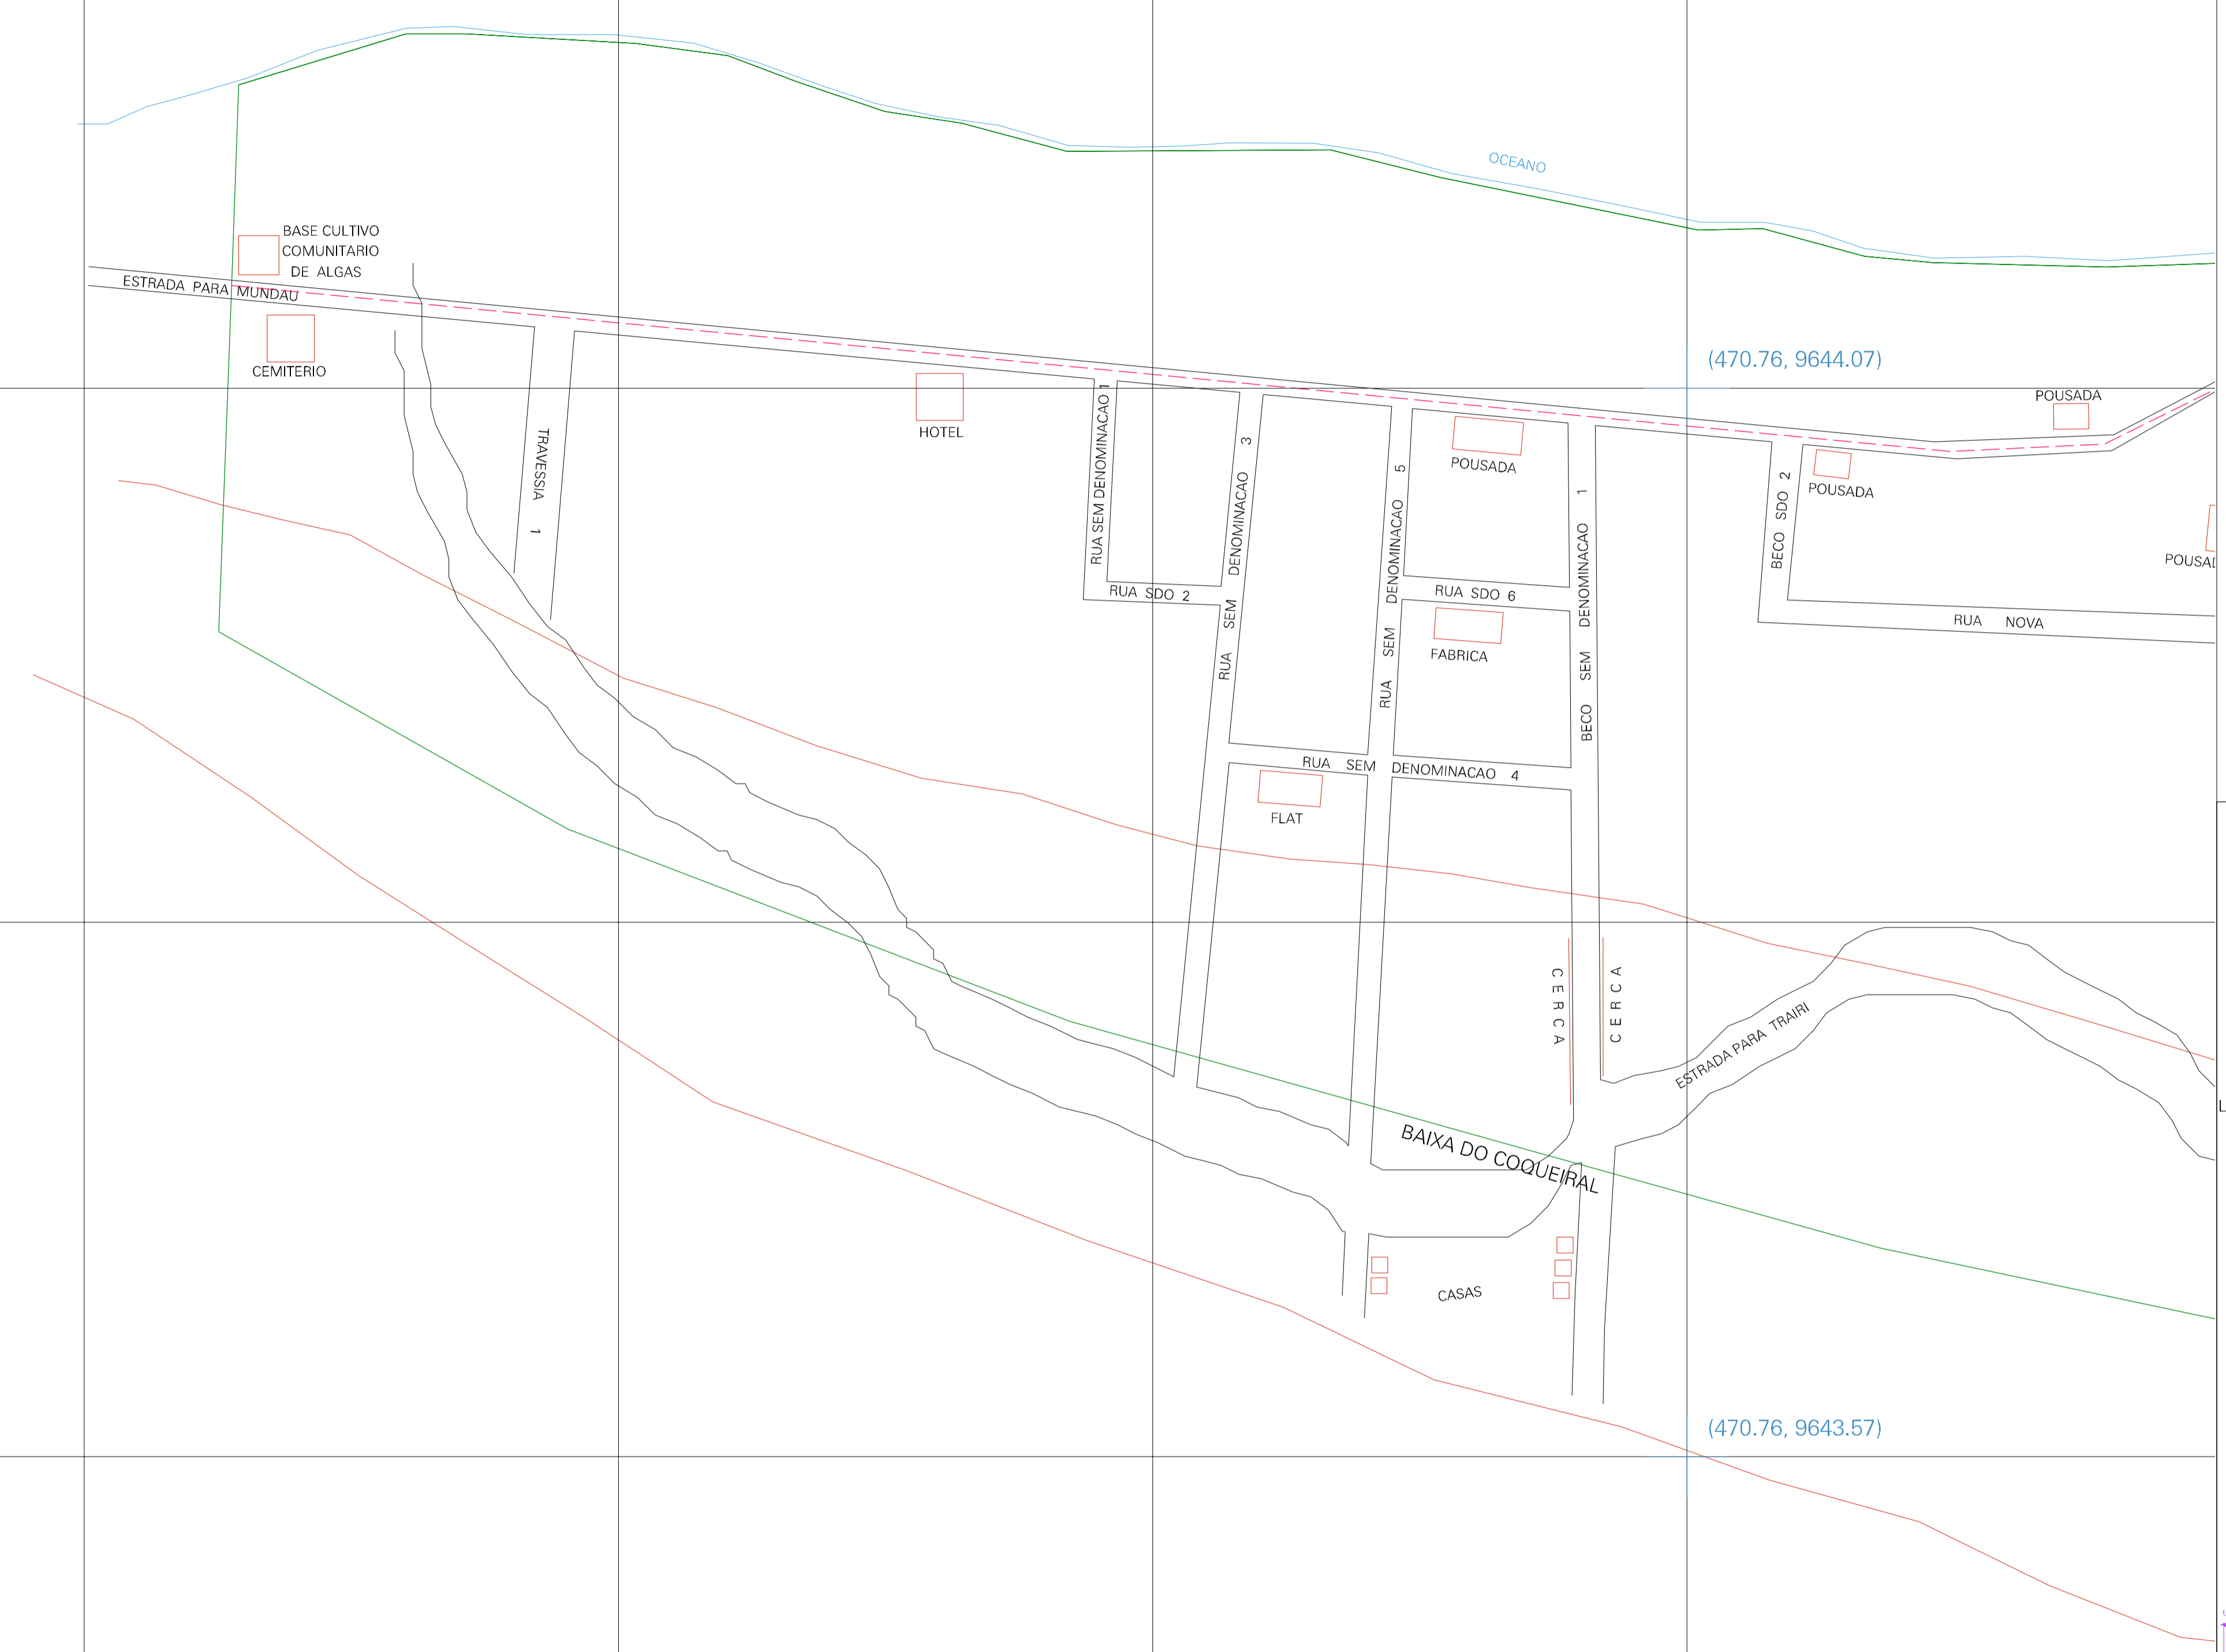 OCEANO
BASE CULTIVO
COMUNITARIO
DE ALGAS
ESTRADA PARA MUNDAU
CEMITERIO
(470.76, 9644.07)
POUSADA
HOTEL
TRAVESSIA 1
RUA SEM DENOMINACAO 1
RUA SEM DENOMINACAO 3
RUA SEM DENOMINACAO 5
POUSADA
BECO SEM DENOMINACAO 1
BECO SDO 2
POUSADA
POUSAD
RUA SDO 2
RUA SDO 6
RUA NOVA
FABRICA
RUA SEM DENOMINACAO 4
FLAT
CERCA
CERCA
ESTRADA PARA TRAIRI
BAIXA DO COQUEIRAL
CASAS
(470.76, 9643.57)